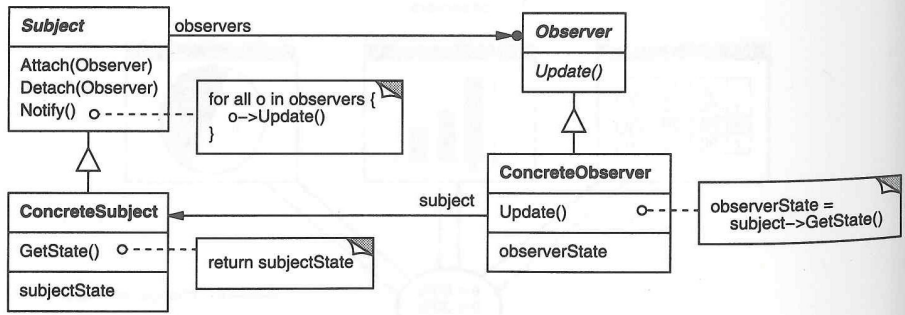 Subject
observers
Observer
Attach(Observer)
Detach(Observer)
Notify()
for all o in observers {
o->Update()
}
Update()
ConcreteSubject
GetState()
subjectState
return subjectState
subject
ConcreteObserver
Update()
observerState
observerState =
subject->GetState()